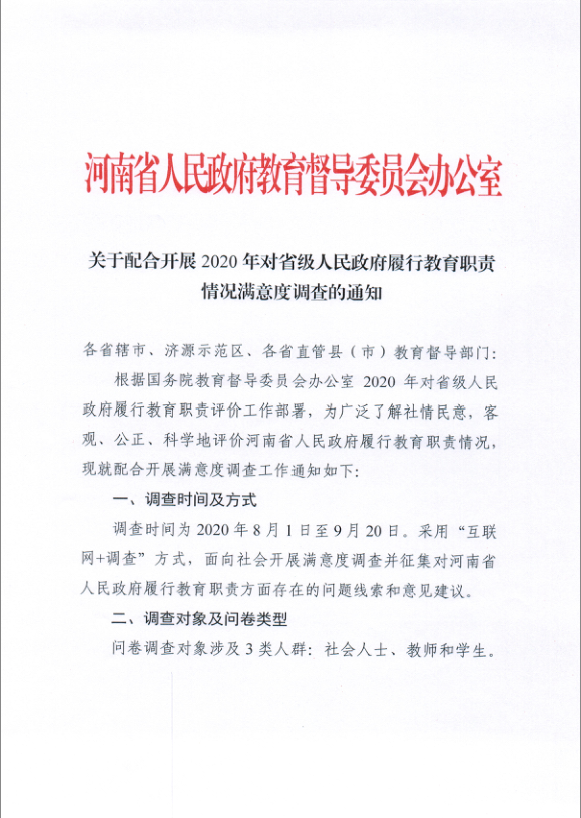 河南省人民政府教育督导委员会办公室
关于配合开展 2020 年对省级人民政府履行教育职责
情况满意度调查的通知
各省辖市、济源示范区、各省直管县（市）教育督导部门：
根据国务院教育督导委员会办公室 2020 年对省级人民
政府履行教育职责评价工作部署，为广泛了解社情民意，客
观、公正、科学地评价河南省人民政府履行教育职责情况，
现就配合开展满意度调查工作通知如下：
一、调查时间及方式
调查时间为 2020 年 8 月 1 日至 9 月 20 日。采用“互联
网+调查”方式，面向社会开展满意度调查并征集对河南省
人民政府履行教育职责方面存在的问题线索和意见建议。
二、调查对象及问卷类型
问卷调查对象涉及 3 类人群：社会人士、教师和学生。